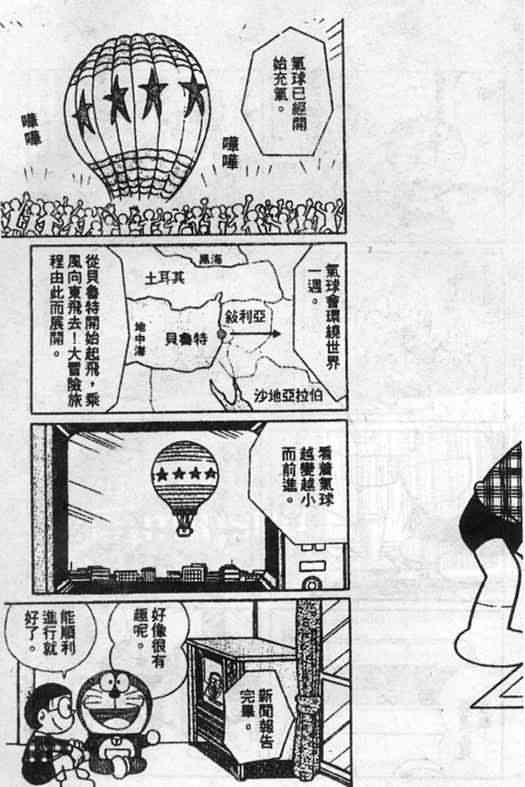 氣球已經開
始充氣。
嘩嘩
嘩嘩
氣球會環繞世界
一週。
黑海
土耳其
敍利亞
貝魯特
地中海
沙地亞拉伯
從貝魯特開始起飛，乘
風向東飛去！大冒險旅
程由此而展開。
看着氣球
越變越小
而前進。
好像很有
趣呢。
能順利
進行就
好了。
新聞報告
完畢。